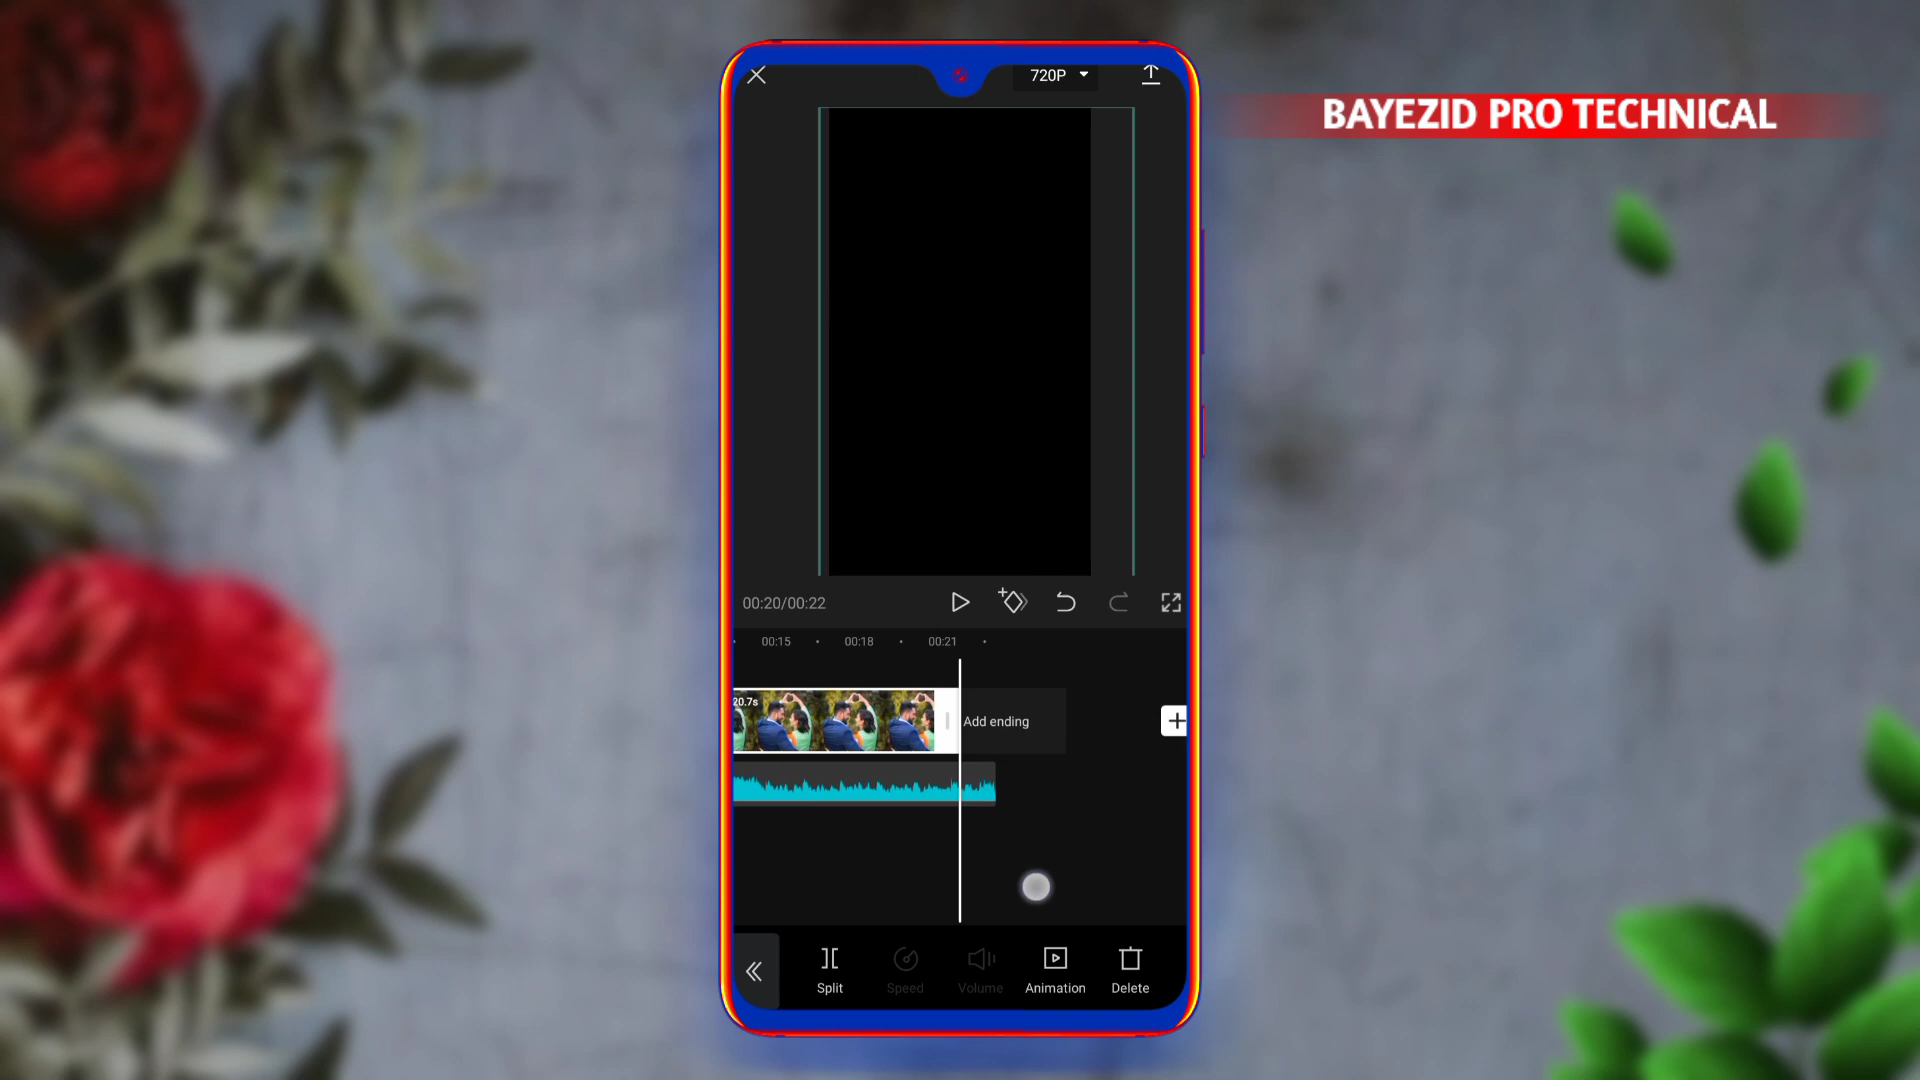 720P
BAYEZID PRO TECHNICAL
00:20/00:22
00:15
00:18
00:21
20.7s
Add ending
Split
Speed
Volume
Animation
Delete